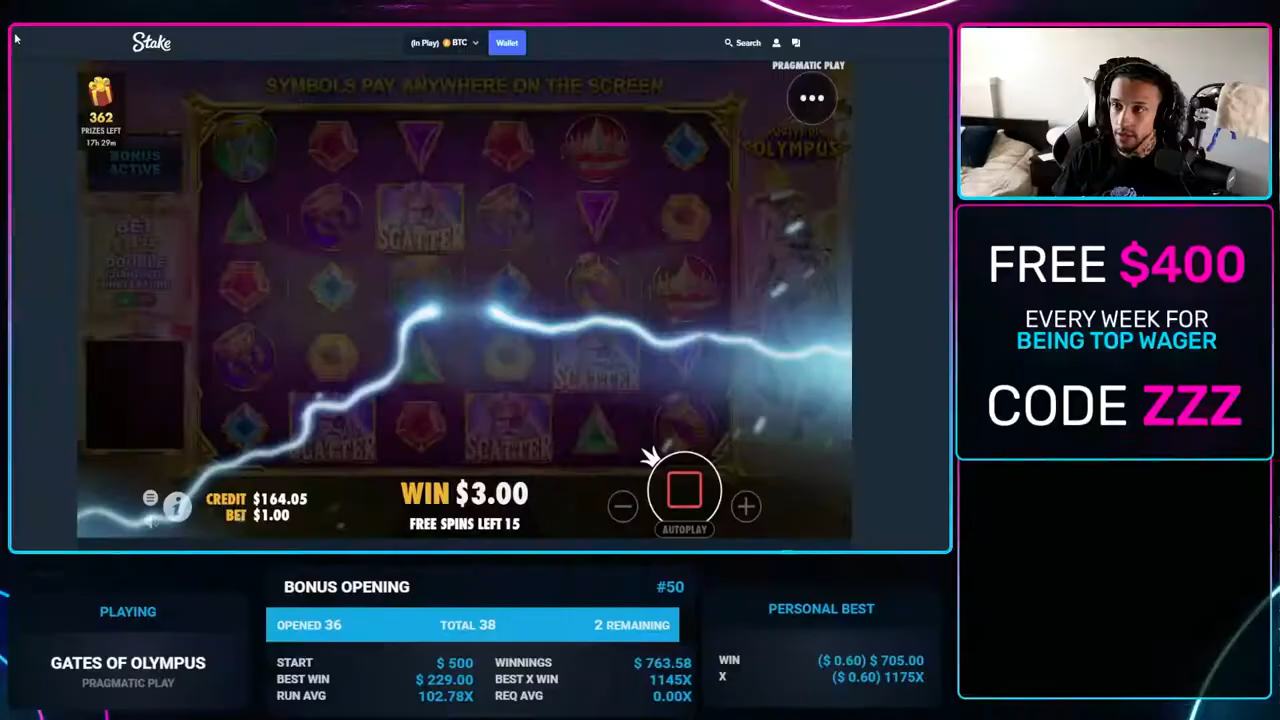 Stake
(In Play) BTC
Wallet
Search
PRAGMATIC PLAY
SYMBOLS PAY ANYWHERE ON THE SCREEN
362
PRIZES LEFT
17h 29m
BONUS
ACTIVE
OLYMPUS
BET
DOUBLE
SCATTER
SCATTER
SCATTER
SCATTER
CREDIT $164.05
BET $1.00
WIN $3.00
FREE SPINS LEFT 15
AUTOPLAY
FREE $400
EVERY WEEK FOR
BEING TOP WAGER
CODE ZZZ
PLAYING
GATES OF OLYMPUS
PRAGMATIC PLAY
BONUS OPENING #50
OPENED 36 TOTAL 38 2 REMAINING
START $ 500 WINNINGS $ 763.58
BEST WIN $ 229.00 BEST X WIN 1145X
RUN AVG 102.78X REQ AVG 0.00X
PERSONAL BEST
WIN ($ 0.60) $ 705.00
X ($ 0.60) 1175X